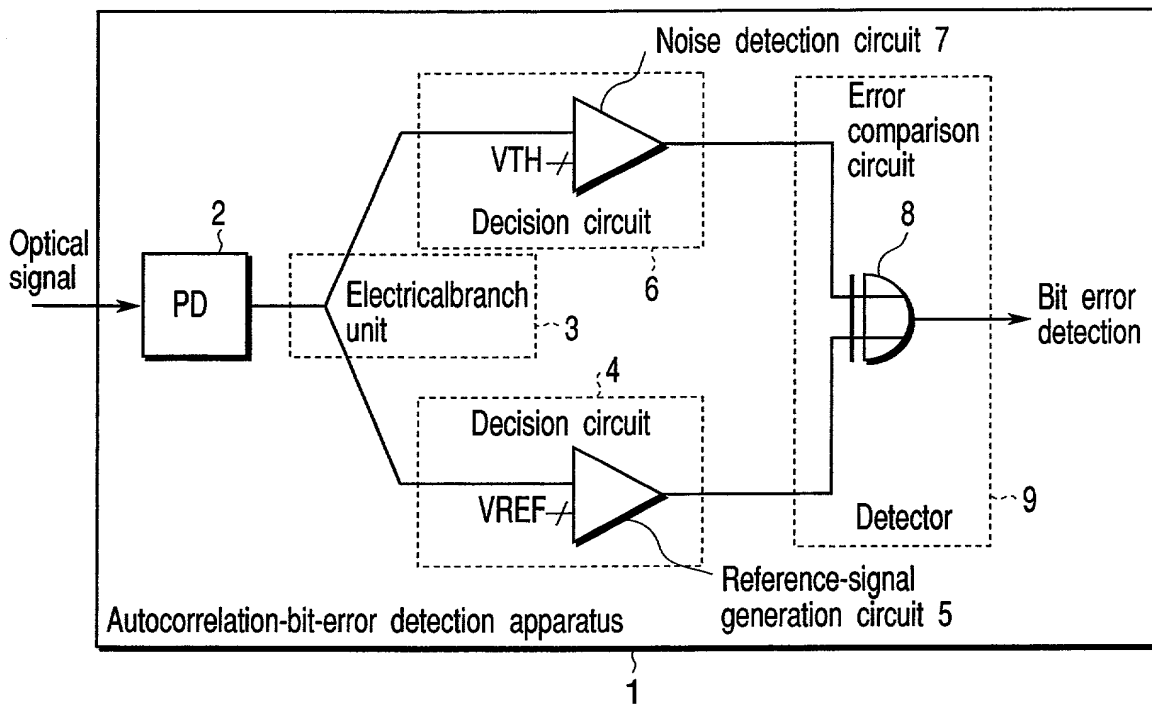 Noise detection circuit 7
Error
comparison
circuit
VTH
Decision circuit
2
8
Optical
signal
PD
Electricalbranch
unit
6
3
Bit error
detection
4
Decision circuit
VREF
Detector
9
Reference-signal
generation circuit 5
Autocorrelation-bit-error detection apparatus
1